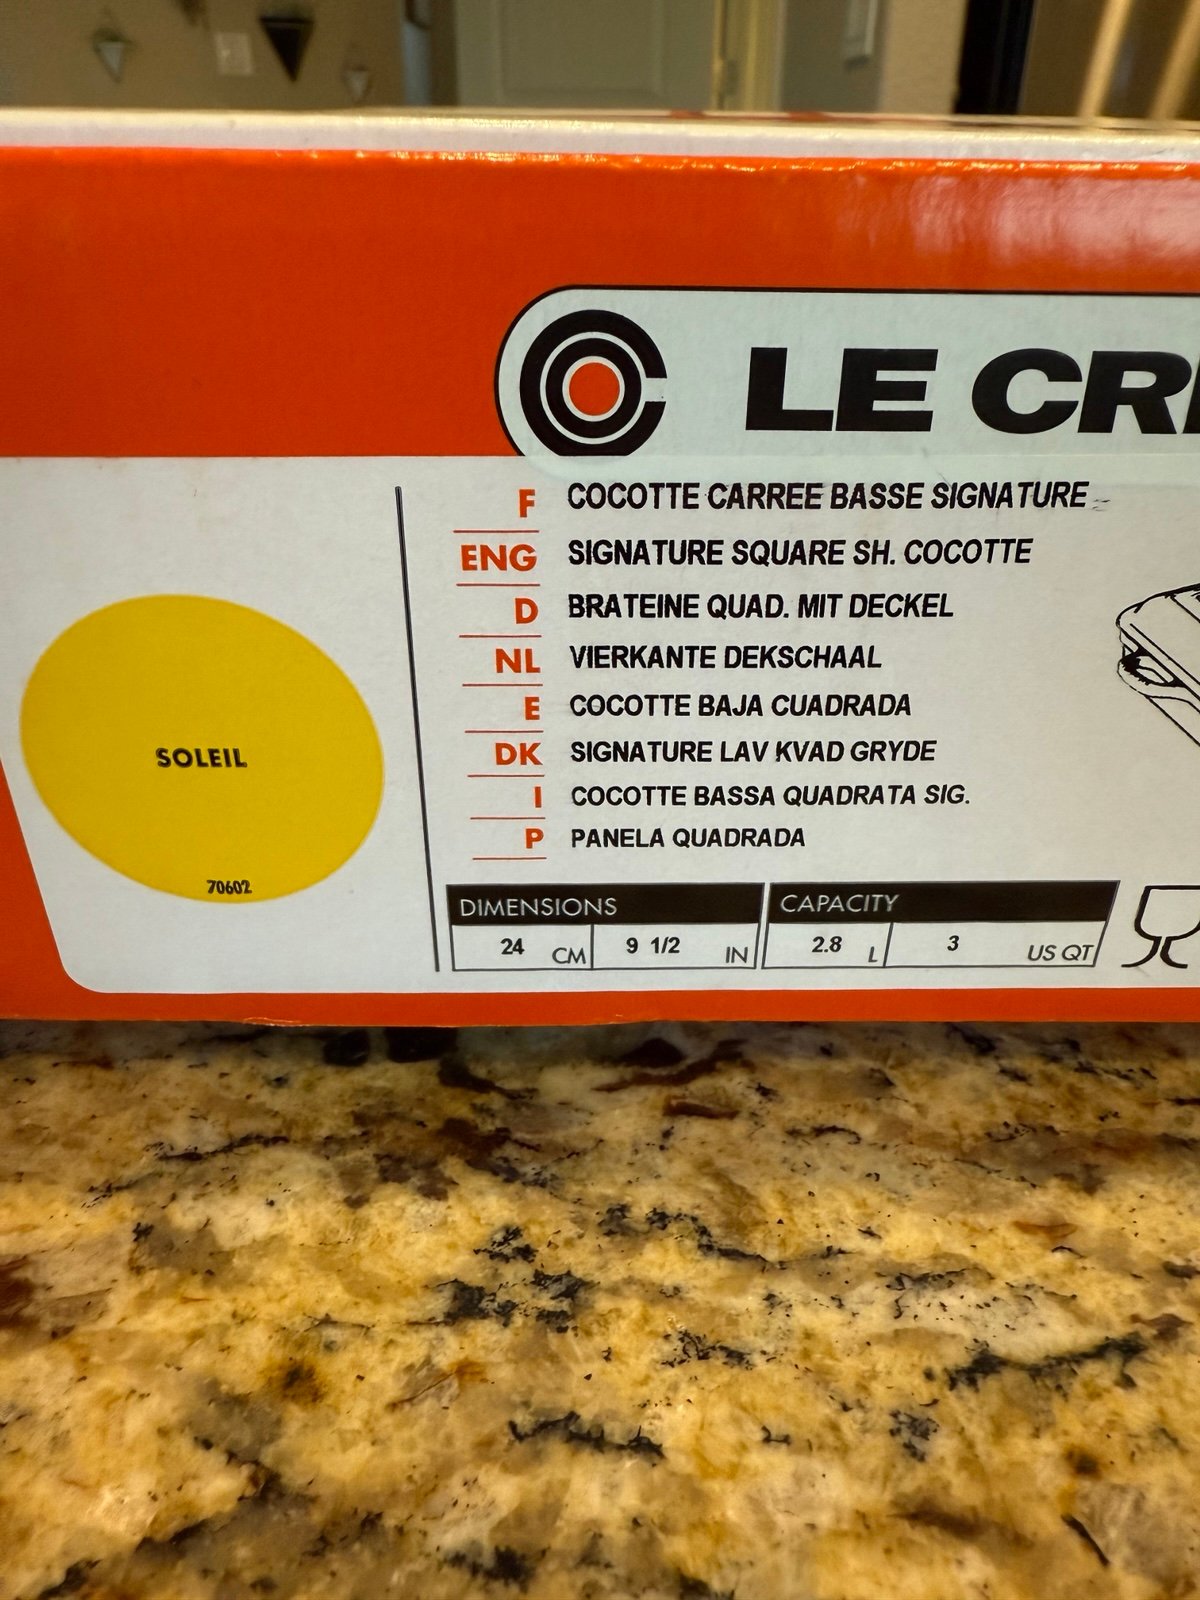 LE CR
F COCOTTE CARREE BASSE SIGNATURE
ENG SIGNATURE SQUARE SH. COCOTTE
D BRATEINE QUAD. MIT DECKEL
NL VIERKANTE DEKSCHAAL
E COCOTTE BAJA CUADRADA
DK SIGNATURE LAV KVAD GRYDE
I COCOTTE BASSA QUADRATA SIG.
P PANELA QUADRADA
SOLEIL
70602
DIMENSIONS CAPACITY
24 CM 9 1/2 IN 2.8 L 3 US QT